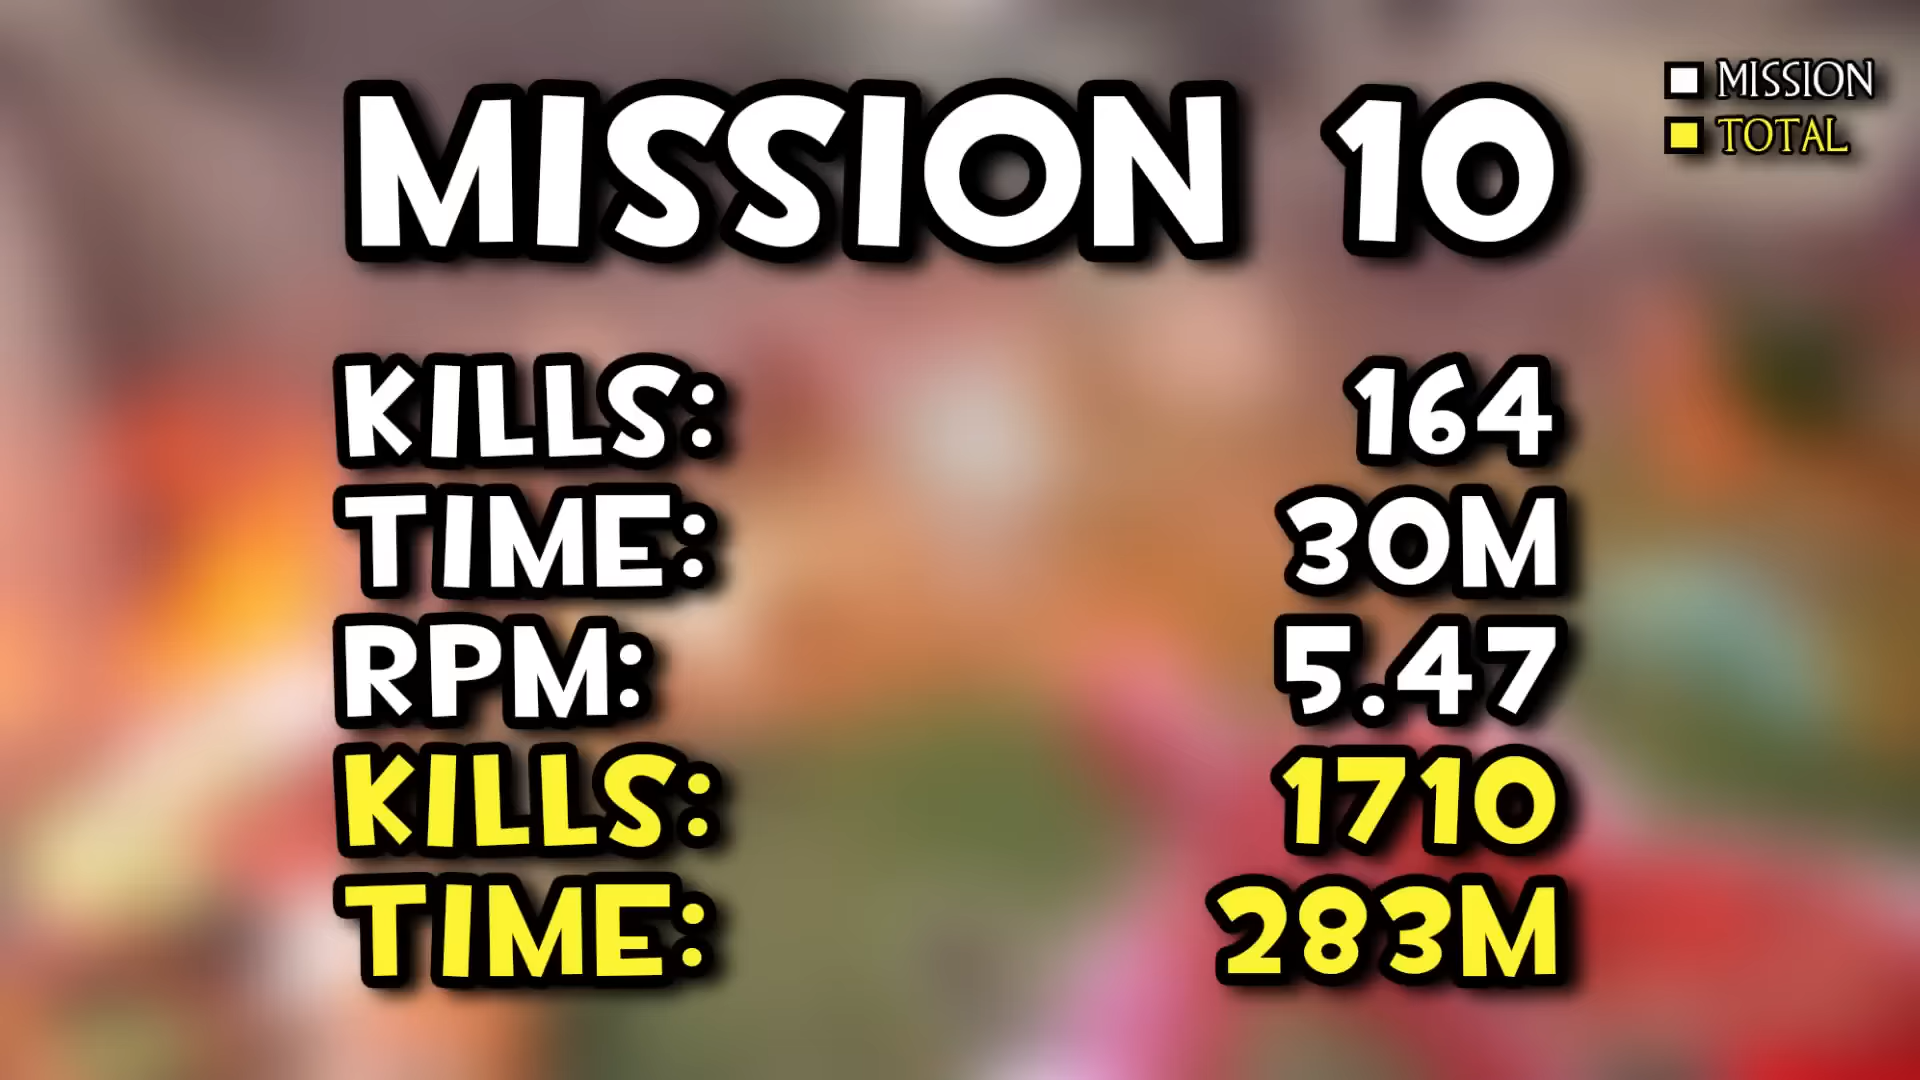 MISSION 10
MISSION
TOTAL
KILLS: 164
TIME: 30M
RPM: 5.47
KILLS: 1710
TIME: 283M